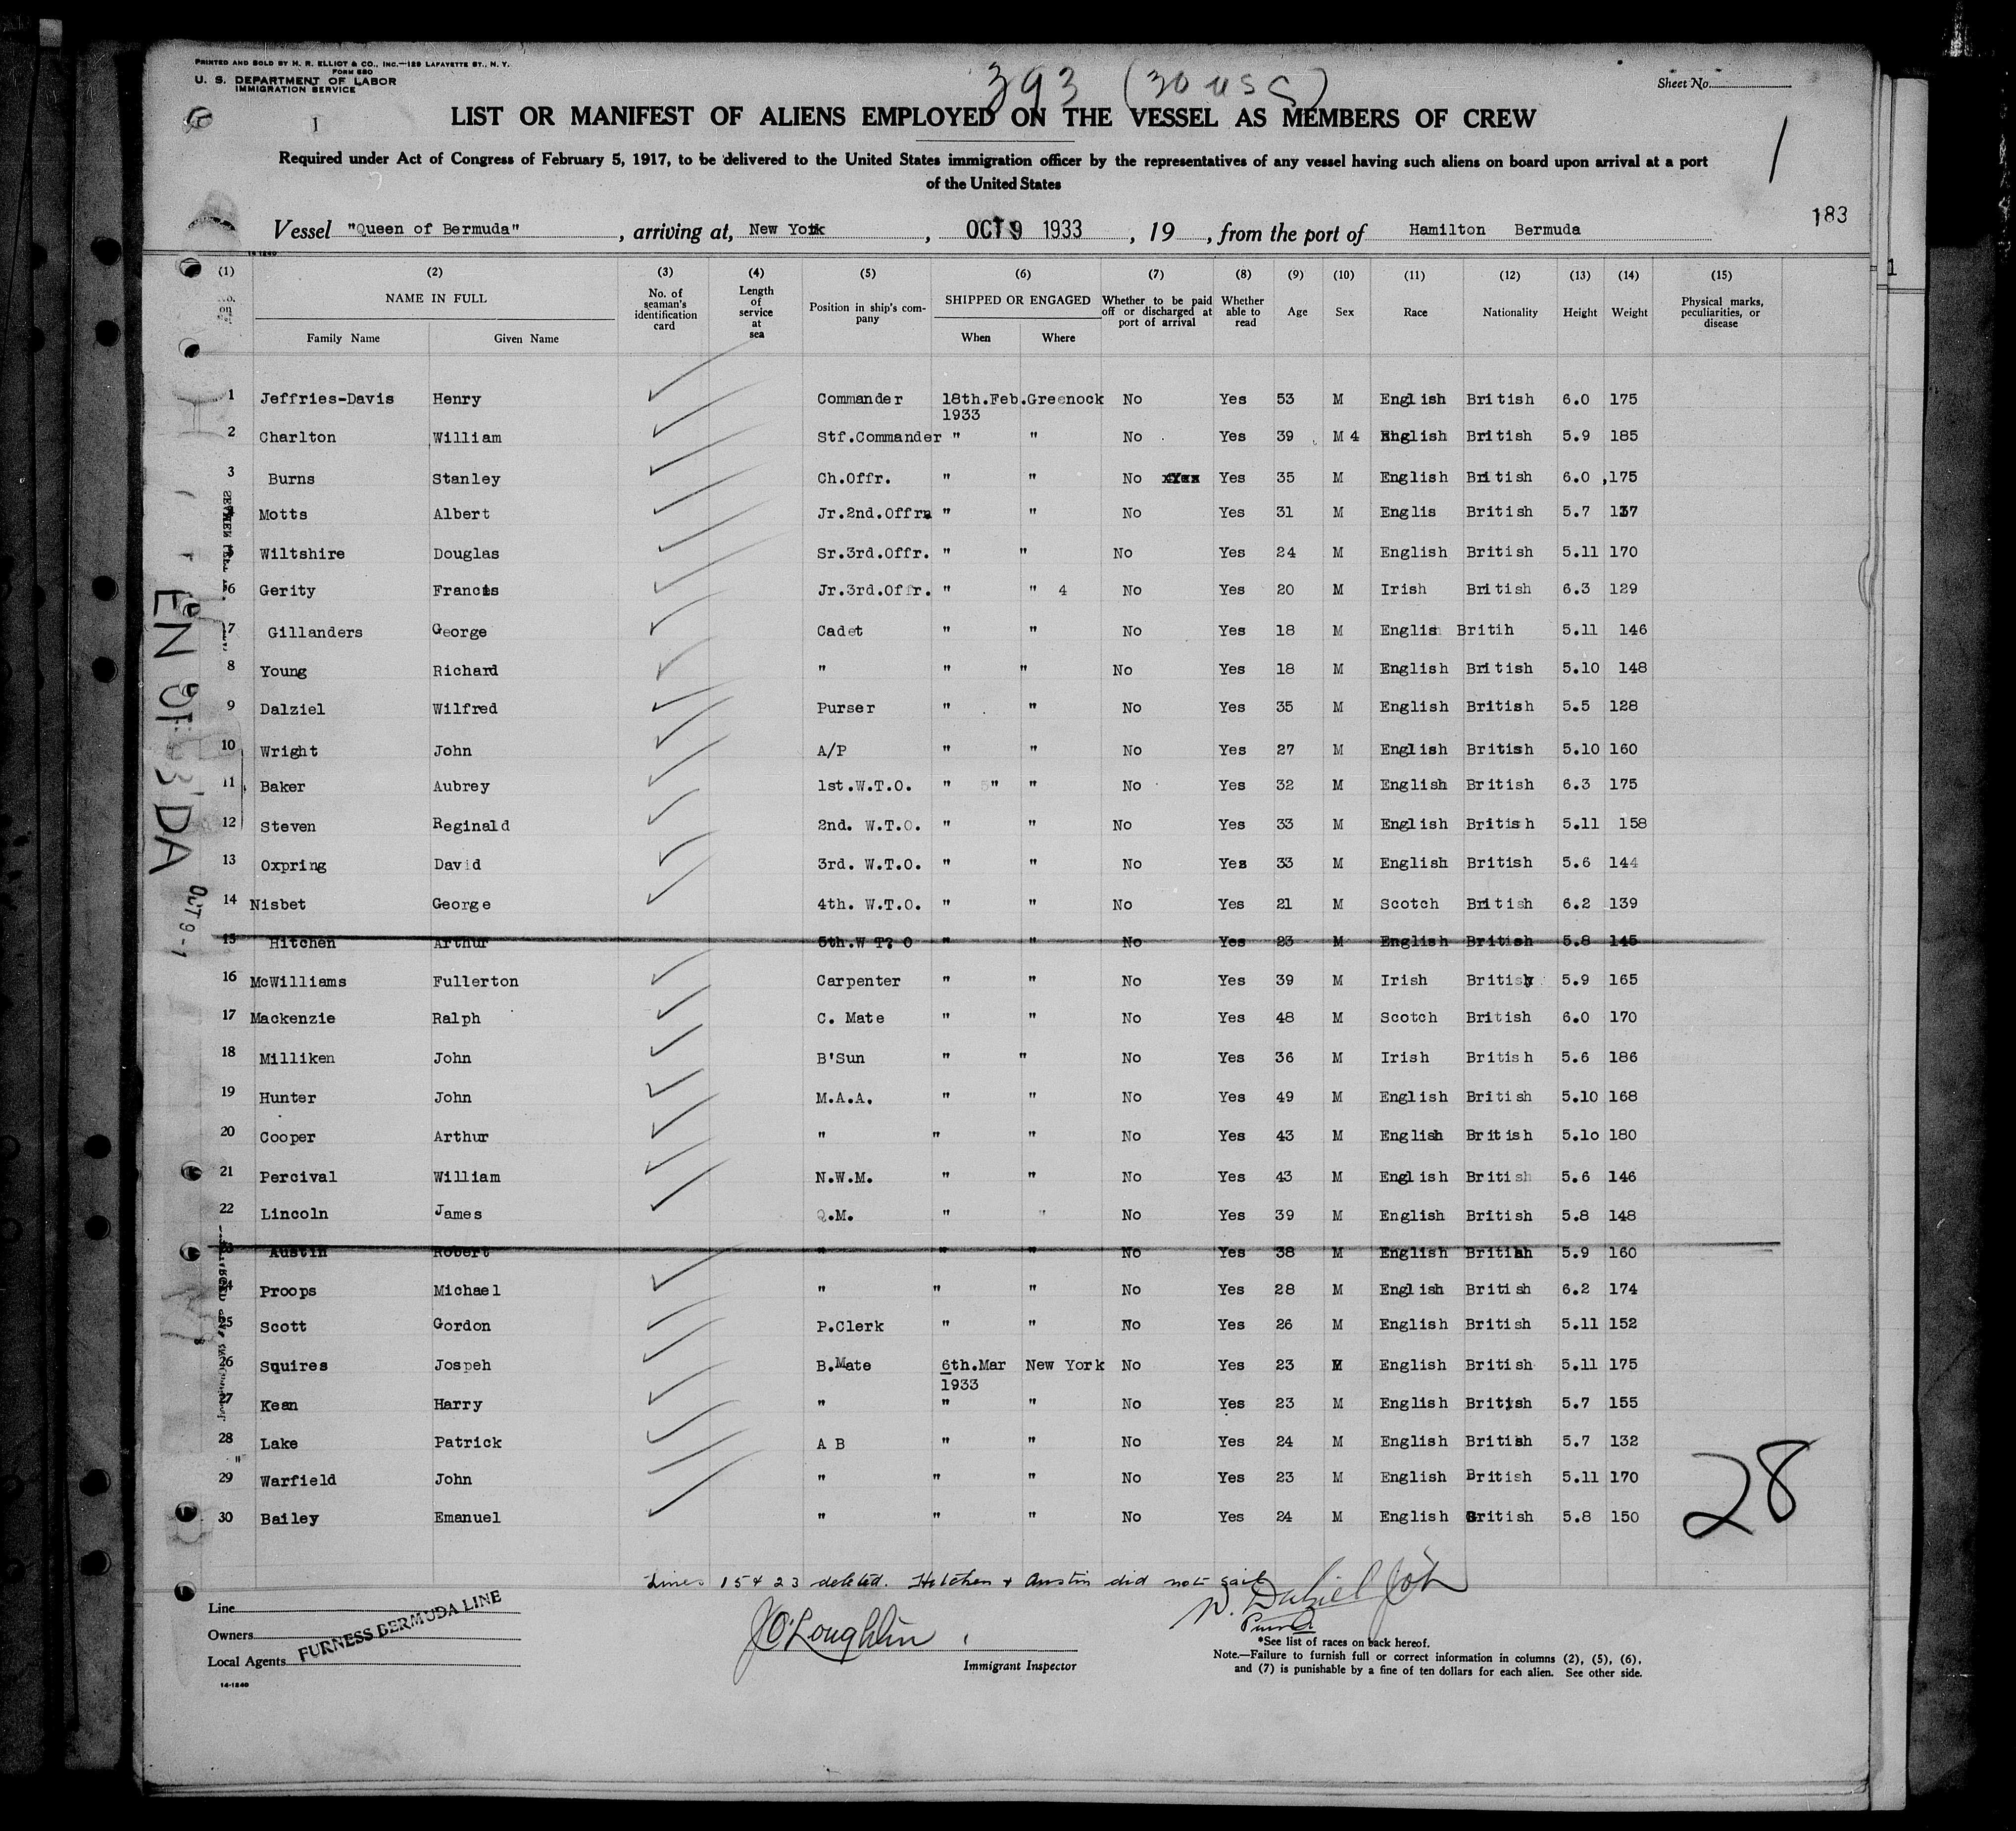 PRINTED AND SOLD BY H. R. ELLIOT & CO., INC.—129 LAFAYETTE ST., N. Y.
FORM 680
U. S. DEPARTMENT OF LABOR
IMMIGRATION SERVICE
393 (30 USC)
Sheet No.
1
LIST OR MANIFEST OF ALIENS EMPLOYED ON THE VESSEL AS MEMBERS OF CREW
1
Required under Act of Congress of February 5, 1917, to be delivered to the United States immigration officer by the representatives of any vessel having such aliens on board upon arrival at a port
of the United States
183
Vessel "Queen of Bermuda", arriving at, New York, OCT 9 1933, 19, from the port of Hamilton Bermuda
14-1240
(1) (2) (3) (4) (5) (6) (7) (8) (9) (10) (11) (12) (13) (14) (15)
No. on NAME IN FULL Family Name Given Name No. of seaman's identification card Length of service at sea Position in ship's company SHIPPED OR ENGAGED When Where Whether to be paid off or discharged at port of arrival Whether able to read Age Sex Race Nationality Height Weight Physical marks, peculiarities, or disease
1 Jeffries-Davis Henry Commander 18th.Feb. 1933 Greenock No Yes 53 M English British 6.0 175
2 Charlton William Stf.Commander " " No Yes 39 M 4 English British 5.9 185
3 Burns Stanley Ch.Offr. " " No Yes 35 M English British 6.0 175
Motts Albert Jr.2nd.Offr. " " No Yes 31 M Englis British 5.7 137
5 Wiltshire Douglas Sr.3rd.Offr. " " No Yes 24 M English British 5.11 170
6 Gerity Francis Jr.3rd.Offr. " " 4 No Yes 20 M Irish British 6.3 129
7 Gillanders George Cadet " " No Yes 18 M Englis Britih 5.11 146
8 Young Richard " " " No Yes 18 M English British 5.10 148
9 Dalziel Wilfred Purser " " No Yes 35 M English British 5.5 128
10 Wright John A/P " " No Yes 27 M English British 5.10 160
11 Baker Aubrey 1st.W.T.O. " " " No Yes 32 M English British 6.3 175
12 Steven Reginald 2nd. W.T.O. " " No Yes 33 M English British 5.11 158
13 Oxpring David 3rd. W.T.O. " " No Yes 33 M English British 5.6 144
14 Nisbet George 4th. W.T.O. " " No Yes 21 M Scotch British 6.2 139
15 Hitchen Arthur 5th.W T? O " " No Yes 23 M English British 5.8 145
16 McWilliams Fullerton Carpenter " " No Yes 39 M Irish British 5.9 165
17 Mackenzie Ralph C. Mate " " No Yes 48 M Scotch British 6.0 170
18 Milliken John B'Sun " " No Yes 36 M Irish British 5.6 186
19 Hunter John M.A.A. " " No Yes 49 M English British 5.10 168
20 Cooper Arthur " " " No Yes 43 M English British 5.1o 180
21 Percival William N.W.M. " " No Yes 43 M English British 5.6 146
22 Lincoln James Q.M. " " No Yes 39 M English British 5.8 148
23 Austin Robert " " " No Yes 38 M English British 5.9 160
24 Proops Michael " " " No Yes 28 M English British 6.2 174
25 Scott Gordon P.Clerk " " No Yes 26 M English British 5.11 152
26 Squires Jospeh B.Mate 6th.Mar 1933 New York No Yes 23 M English British 5.11 175
27 Kean Harry " " " No Yes 23 M English British 5.7 155
28 Lake Patrick A B " " No Yes 24 M English British 5.7 132
29 Warfield John " " " No Yes 23 M English British 5.11 170
30 Bailey Emanuel " " " No Yes 24 M English British 5.8 150
28
EN OF B'DA
OCT 9-
Lines 15 & 23 deleted. Hitchen & Austin did not sail
W. Dalziel
Purser
J O'Loughlin
Immigrant Inspector
Line
Owners
Local Agents
FURNESS BERMUDA LINE
14-1240
*See list of races on back hereof.
Note.—Failure to furnish full or correct information in columns (2), (5), (6),
and (7) is punishable by a fine of ten dollars for each alien. See other side.
1